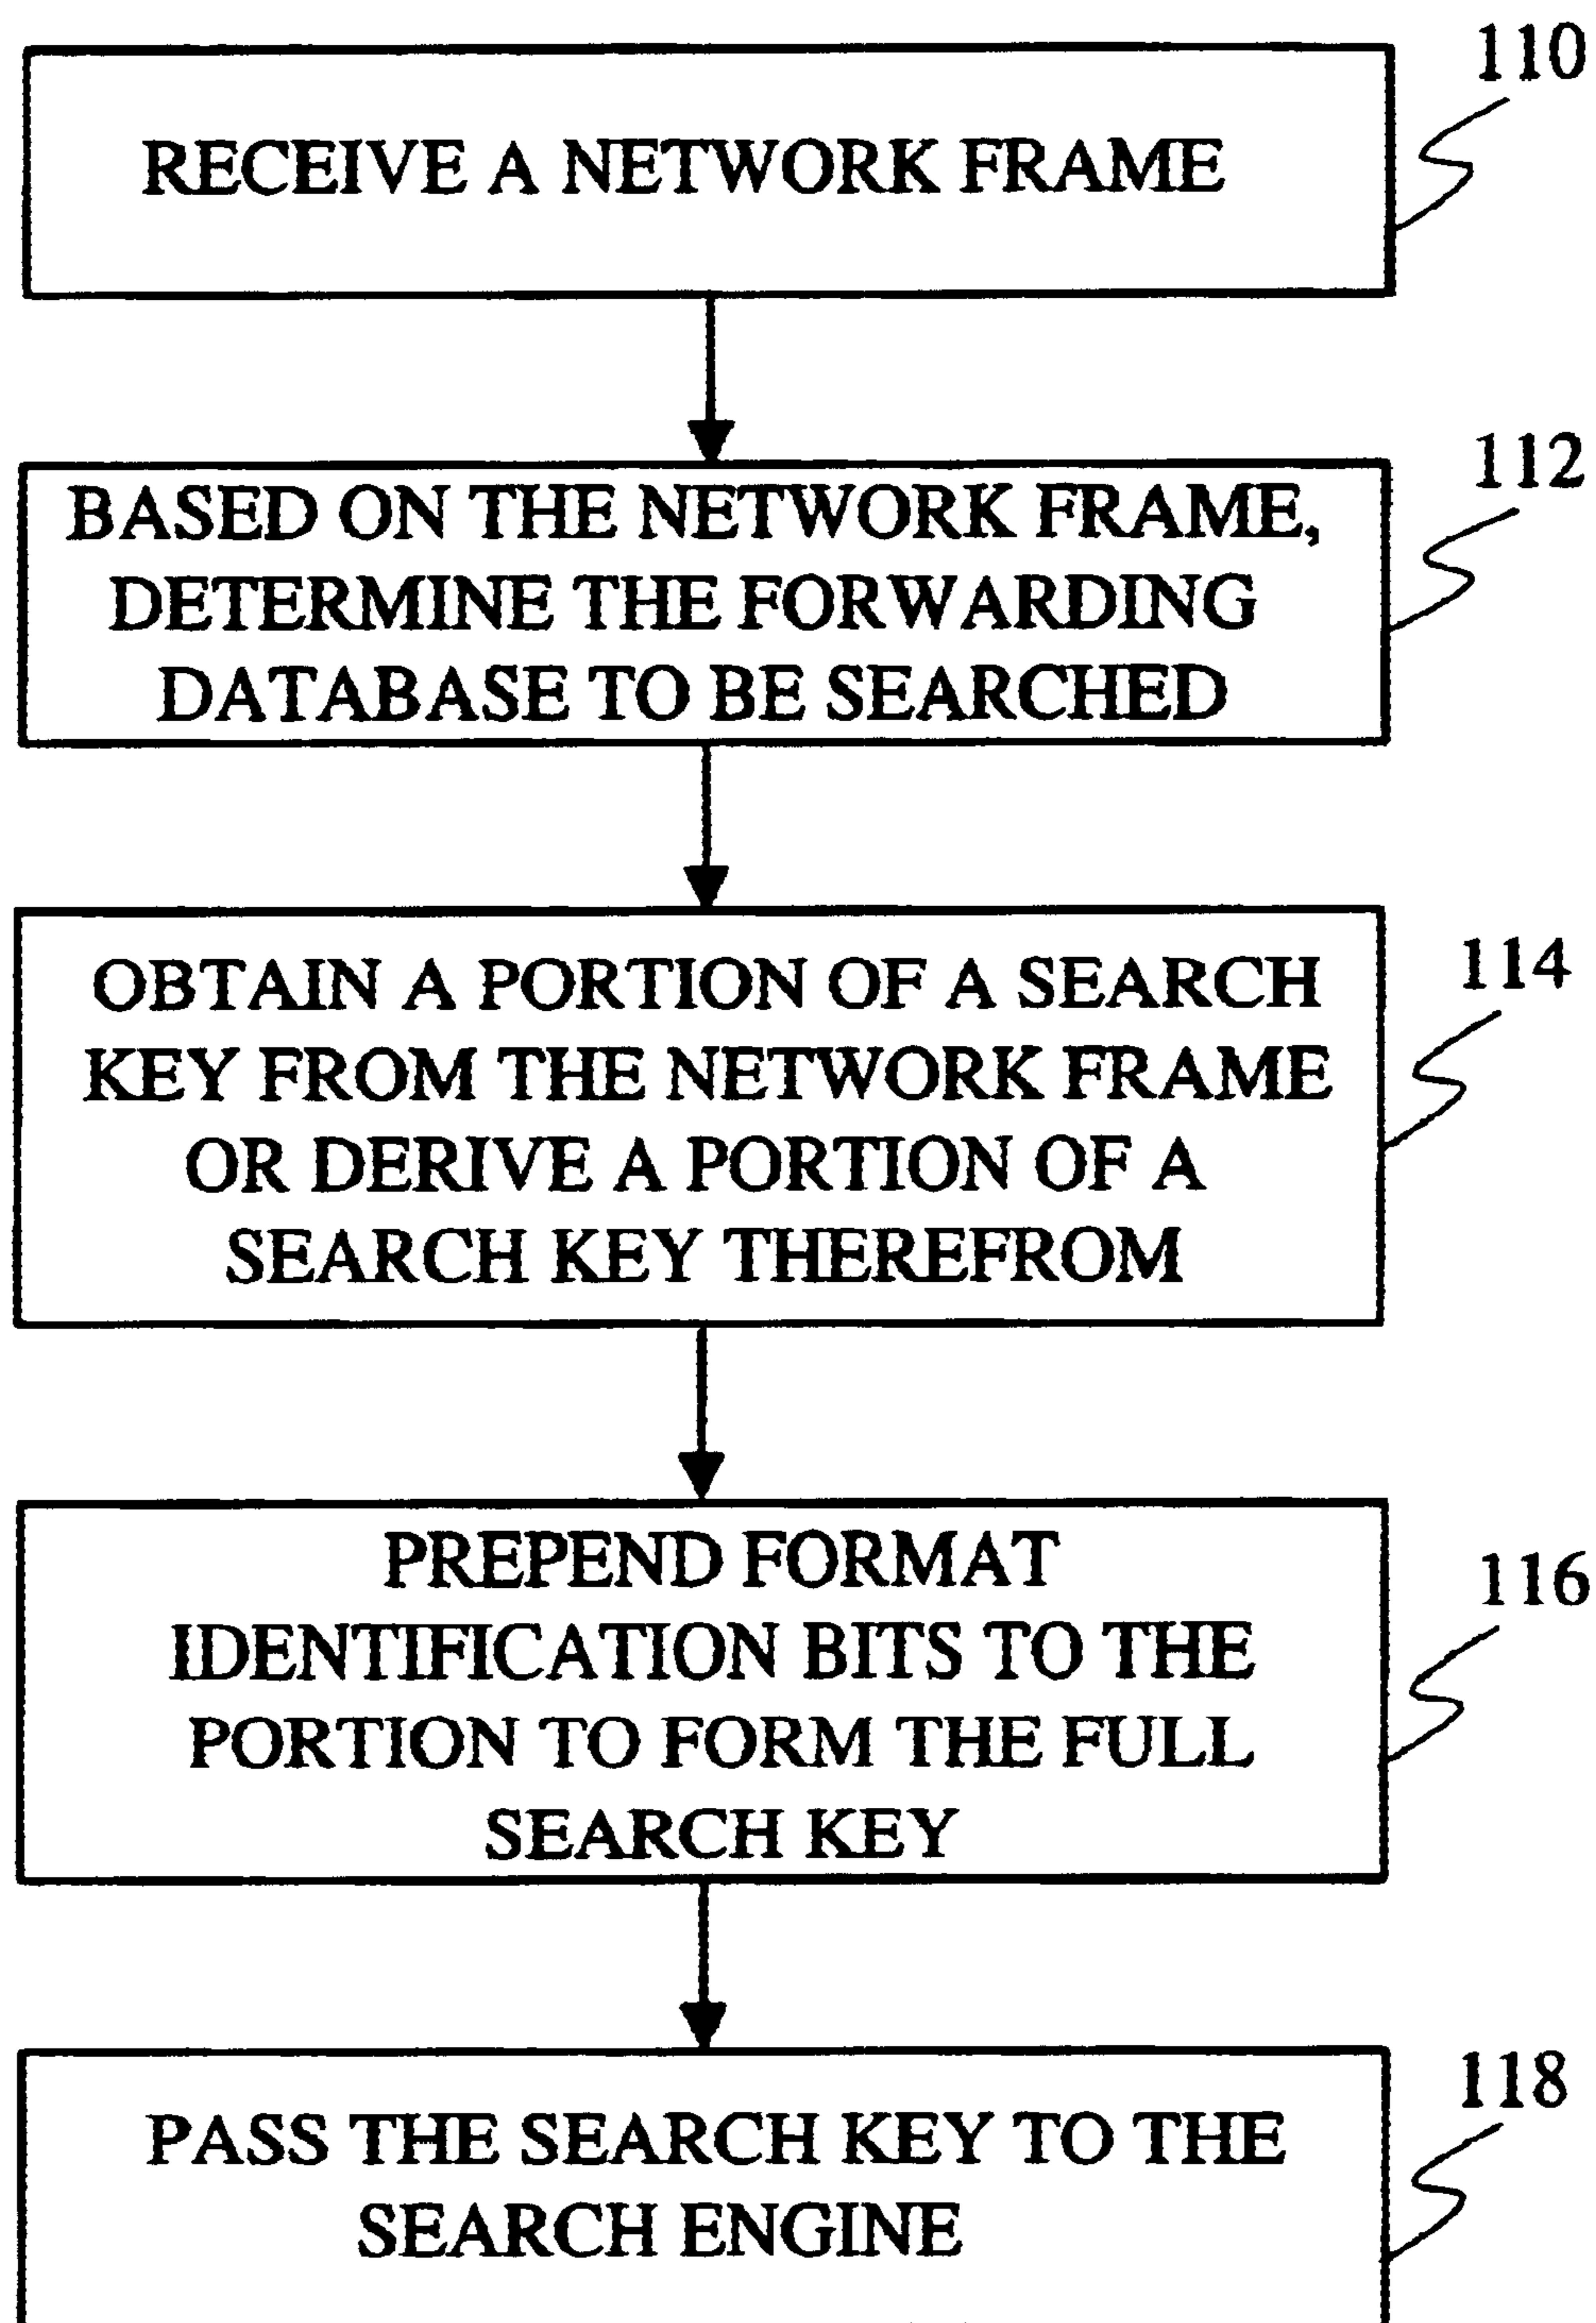 110
RECEIVE A NETWORK FRAME
112
BASED ON THE NETWORK FRAME,
DETERMINE THE FORWARDING
DATABASE TO BE SEARCHED
114
OBTAIN A PORTION OF A SEARCH
KEY FROM THE NETWORK FRAME
OR DERIVE A PORTION OF A
SEARCH KEY THEREFROM
116
PREPEND FORMAT
IDENTIFICATION BITS TO THE
PORTION TO FORM THE FULL
SEARCH KEY
118
PASS THE SEARCH KEY TO THE
SEARCH ENGINE